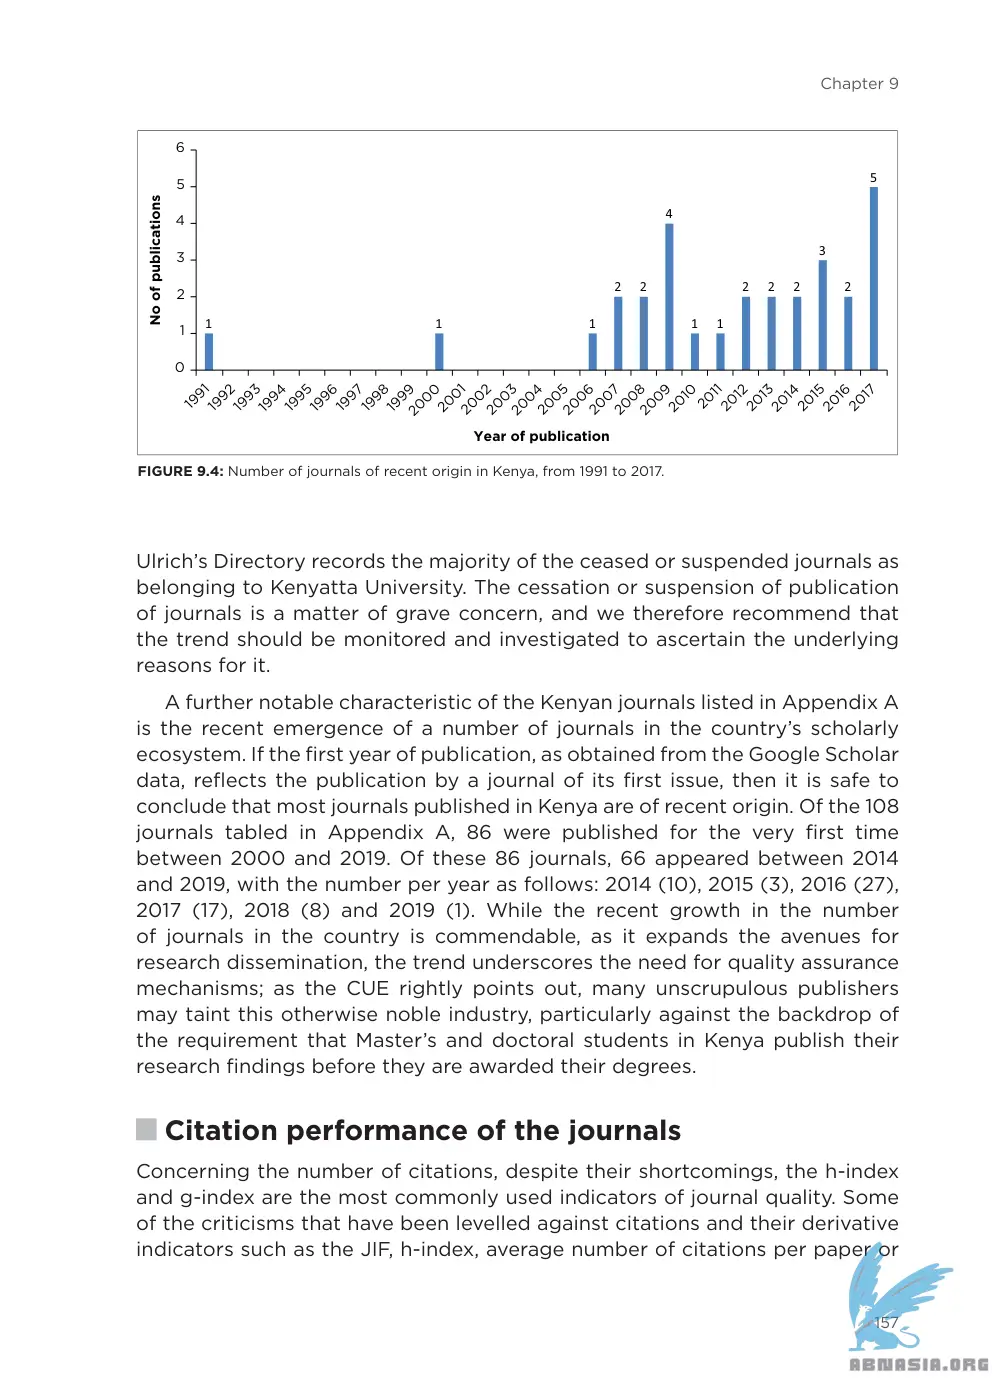 Chapter 9
6
5
4
3
2
1
0
No of publications
1
1
1
2
2
4
1
1
2
2
2
3
2
5
1991
1992
1993
1994
1995
1996
1997
1998
1999
2000
2001
2002
2003
2004
2005
2006
2007
2008
2009
2010
2011
2012
2013
2014
2015
2016
2017
Year of publication
FIGURE 9.4: Number of journals of recent origin in Kenya, from 1991 to 2017.
Ulrich’s Directory records the majority of the ceased or suspended journals as
belonging to Kenyatta University. The cessation or suspension of publication
of journals is a matter of grave concern, and we therefore recommend that
the trend should be monitored and investigated to ascertain the underlying
reasons for it.
A further notable characteristic of the Kenyan journals listed in Appendix A
is the recent emergence of a number of journals in the country’s scholarly
ecosystem. If the first year of publication, as obtained from the Google Scholar
data, reflects the publication by a journal of its first issue, then it is safe to
conclude that most journals published in Kenya are of recent origin. Of the 108
journals tabled in Appendix A, 86 were published for the very first time
between 2000 and 2019. Of these 86 journals, 66 appeared between 2014
and 2019, with the number per year as follows: 2014 (10), 2015 (3), 2016 (27),
2017 (17), 2018 (8) and 2019 (1). While the recent growth in the number
of journals in the country is commendable, as it expands the avenues for
research dissemination, the trend underscores the need for quality assurance
mechanisms; as the CUE rightly points out, many unscrupulous publishers
may taint this otherwise noble industry, particularly against the backdrop of
the requirement that Master’s and doctoral students in Kenya publish their
research findings before they are awarded their degrees.
Citation performance of the journals
Concerning the number of citations, despite their shortcomings, the h-index
and g-index are the most commonly used indicators of journal quality. Some
of the criticisms that have been levelled against citations and their derivative
indicators such as the JIF, h-index, average number of citations per paper or
157
ABNASIA.ORG